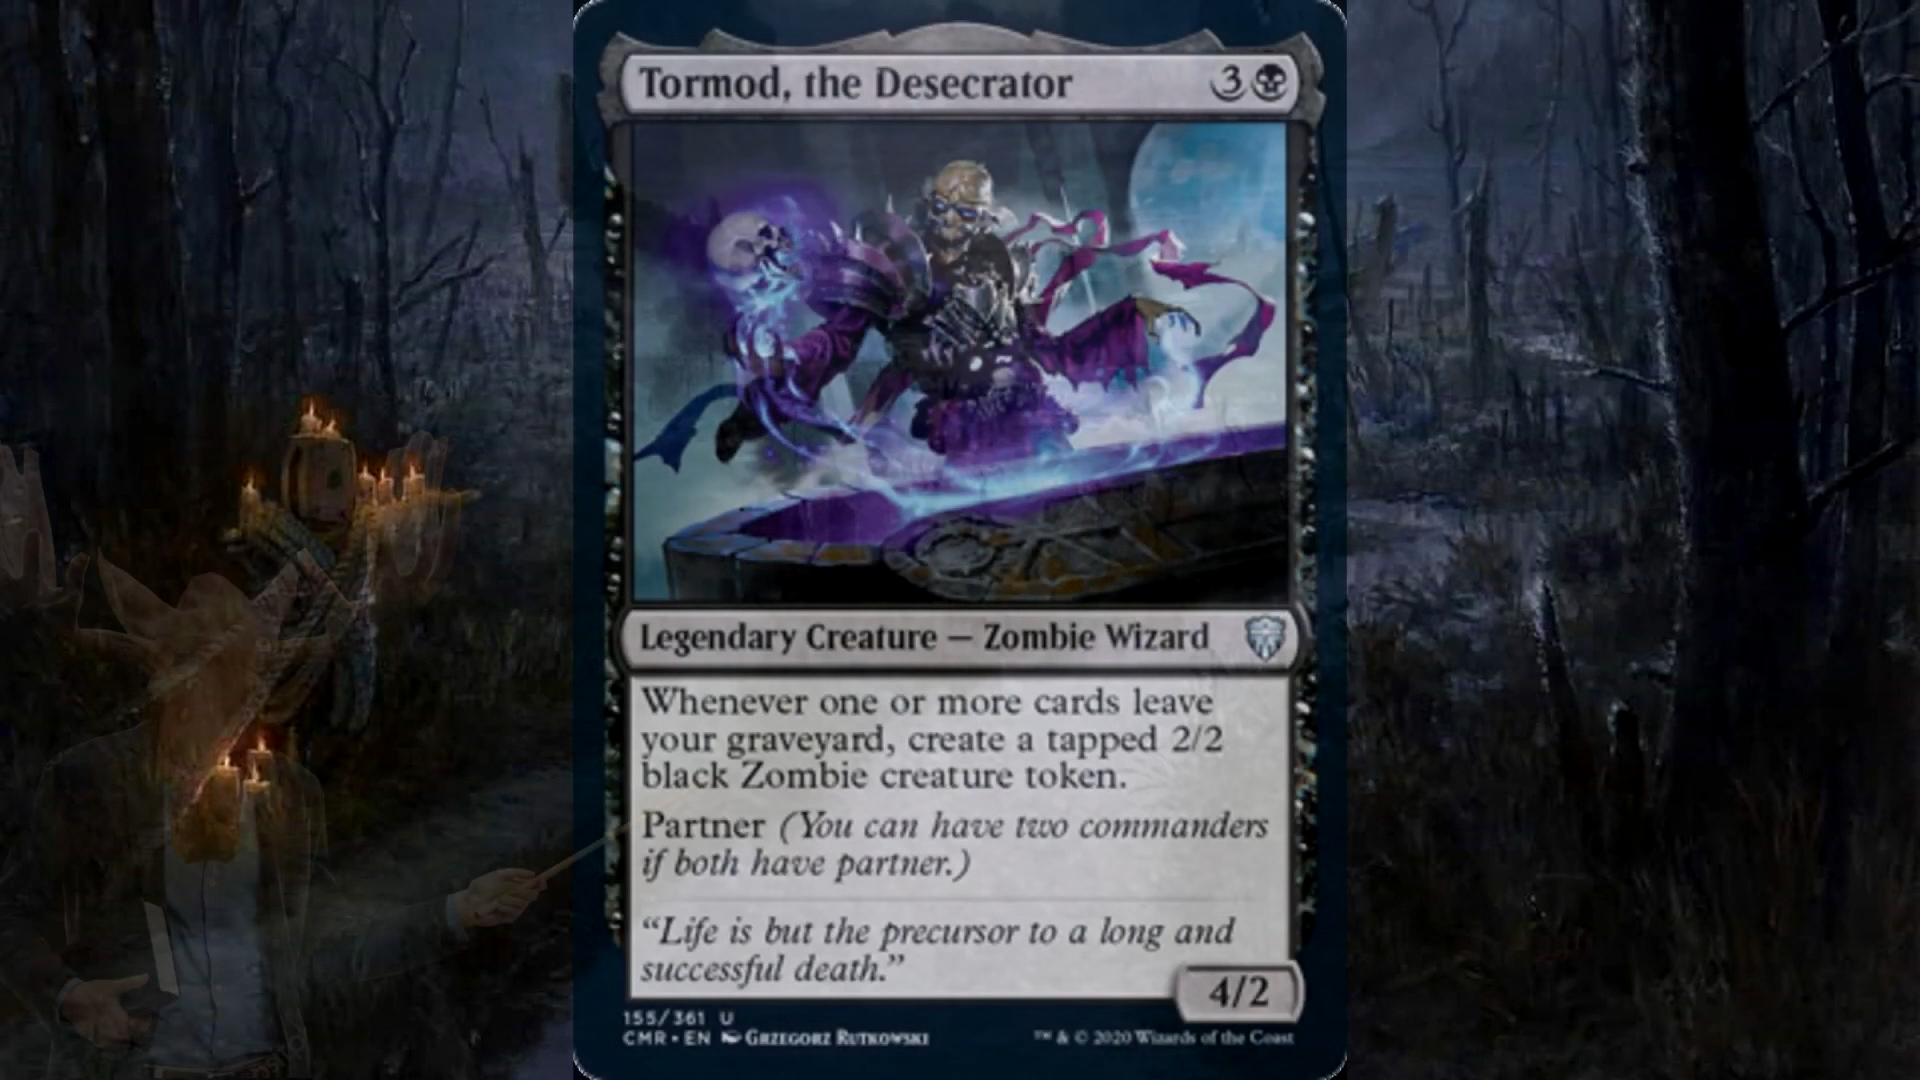 Tormod, the Desecrator 3
Legendary Creature — Zombie Wizard
Whenever one or more cards leave
your graveyard, create a tapped 2/2
black Zombie creature token.
Partner (You can have two commanders
if both have partner.)
“Life is but the precursor to a long and
successful death.”
4/2
155/361 U
CMR • EN Grzegorz Rutkowski ™ & © 2020 Wizards of the Coast